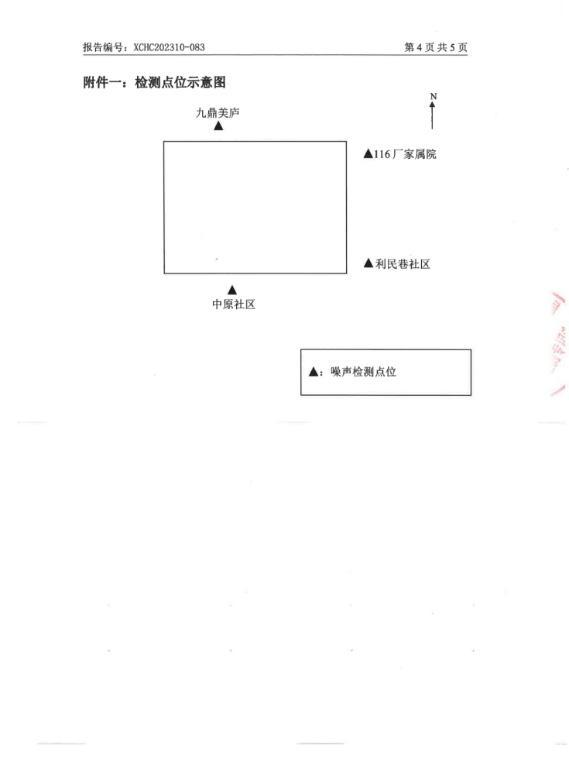 报告编号：XCHC202310-083
第 4 页 共 5 页
附件一：检测点位示意图
N
九鼎美庐
▲
▲116厂家属院
▲利民巷社区
▲
中原社区
▲：噪声检测点位